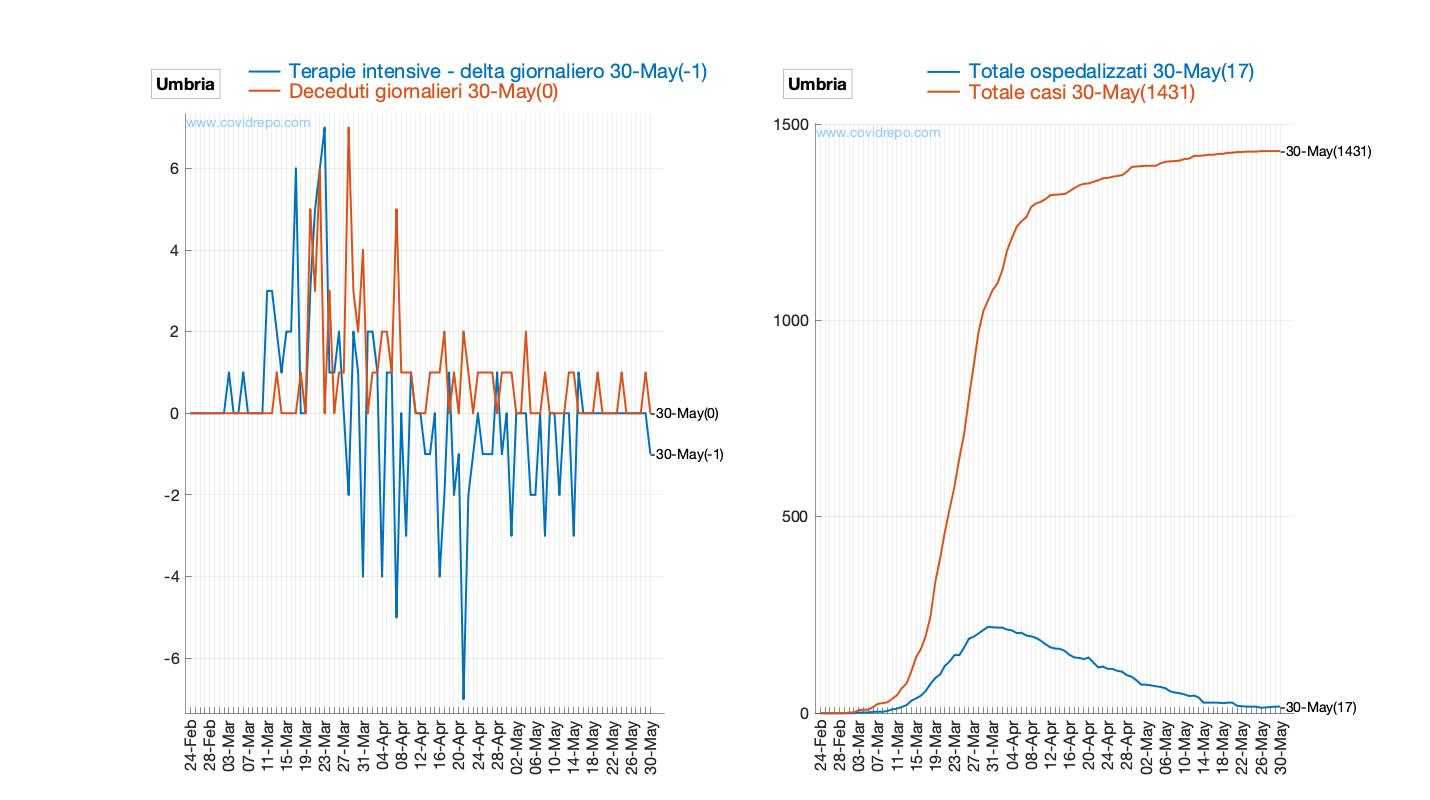 Umbria
Terapie intensive - delta giornaliero 30-May(-1)
Deceduti giornalieri 30-May(0)
www.covidrepo.com
6
4
2
0
-2
-4
-6
30-May(0)
30-May(-1)
24-Feb
28-Feb
03-Mar
07-Mar
11-Mar
15-Mar
19-Mar
23-Mar
27-Mar
31-Mar
04-Apr
08-Apr
12-Apr
16-Apr
20-Apr
24-Apr
28-Apr
02-May
06-May
10-May
14-May
18-May
22-May
26-May
30-May
Umbria
Totale ospedalizzati 30-May(17)
Totale casi 30-May(1431)
www.covidrepo.com
1500
1000
500
0
30-May(1431)
30-May(17)
24-Feb
28-Feb
03-Mar
07-Mar
11-Mar
15-Mar
19-Mar
23-Mar
27-Mar
31-Mar
04-Apr
08-Apr
12-Apr
16-Apr
20-Apr
24-Apr
28-Apr
02-May
06-May
10-May
14-May
18-May
22-May
26-May
30-May